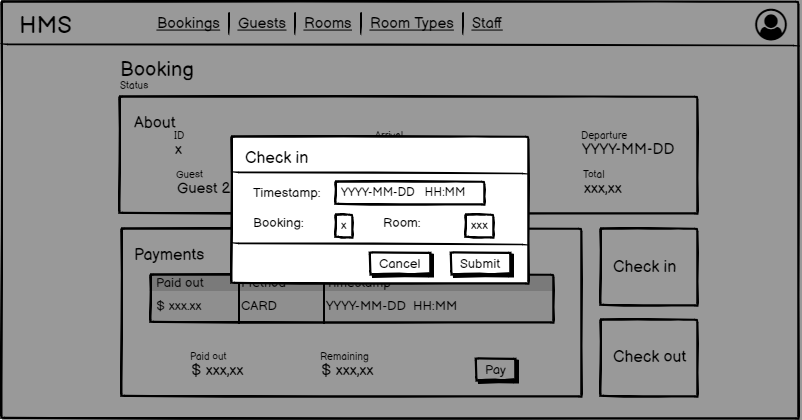 HMS Bookings Guests Rooms Room Types Staff
Booking
Status
About
ID
x
Departure
YYYY-MM-DD
Guest
Guest 2
Total
xxx,xx
Check in
Timestamp: YYYY-MM-DD HH:MM
Booking: x Room: xxx
Cancel Submit
Payments
Paid out Method Timestamp
$ xxx.xx CARD YYYY-MM-DD HH:MM
Paid out Remaining
$ xxx,xx $ xxx,xx Pay
Check in
Check out